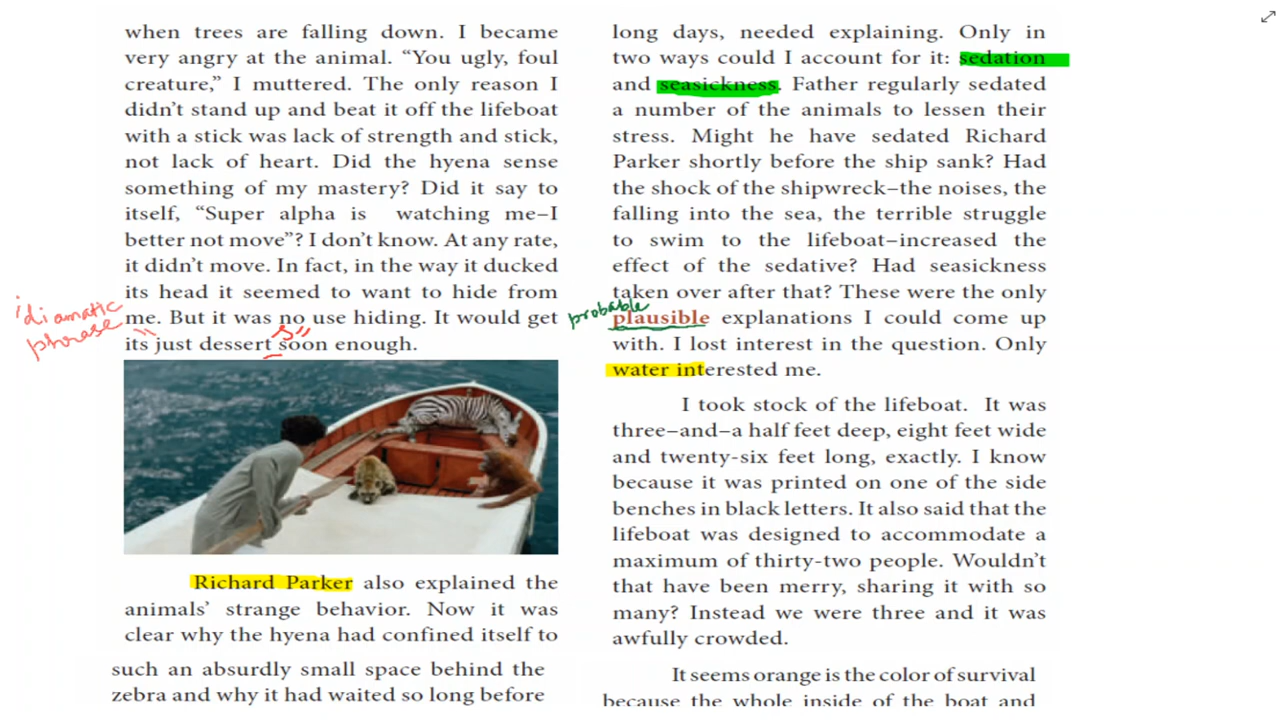 when trees are falling down. I became
very angry at the animal. “You ugly, foul
creature,” I muttered. The only reason I
didn’t stand up and beat it off the lifeboat
with a stick was lack of strength and stick,
not lack of heart. Did the hyena sense
something of my mastery? Did it say to
itself, “Super alpha is watching me–I
better not move”? I don’t know. At any rate,
it didn’t move. In fact, in the way it ducked
its head it seemed to want to hide from
me. But it was no use hiding. It would get
its just dessert soon enough.
idiamatic
phrase
s
Richard Parker also explained the
animals’ strange behavior. Now it was
clear why the hyena had confined itself to
such an absurdly small space behind the
zebra and why it had waited so long before
long days, needed explaining. Only in
two ways could I account for it: sedation
and seasickness. Father regularly sedated
a number of the animals to lessen their
stress. Might he have sedated Richard
Parker shortly before the ship sank? Had
the shock of the shipwreck–the noises, the
falling into the sea, the terrible struggle
to swim to the lifeboat–increased the
effect of the sedative? Had seasickness
taken over after that? These were the only
probable
plausible explanations I could come up
with. I lost interest in the question. Only
water interested me.
I took stock of the lifeboat. It was
three–and–a half feet deep, eight feet wide
and twenty-six feet long, exactly. I know
because it was printed on one of the side
benches in black letters. It also said that the
lifeboat was designed to accommodate a
maximum of thirty-two people. Wouldn’t
that have been merry, sharing it with so
many? Instead we were three and it was
awfully crowded.
It seems orange is the color of survival
because the whole inside of the boat and